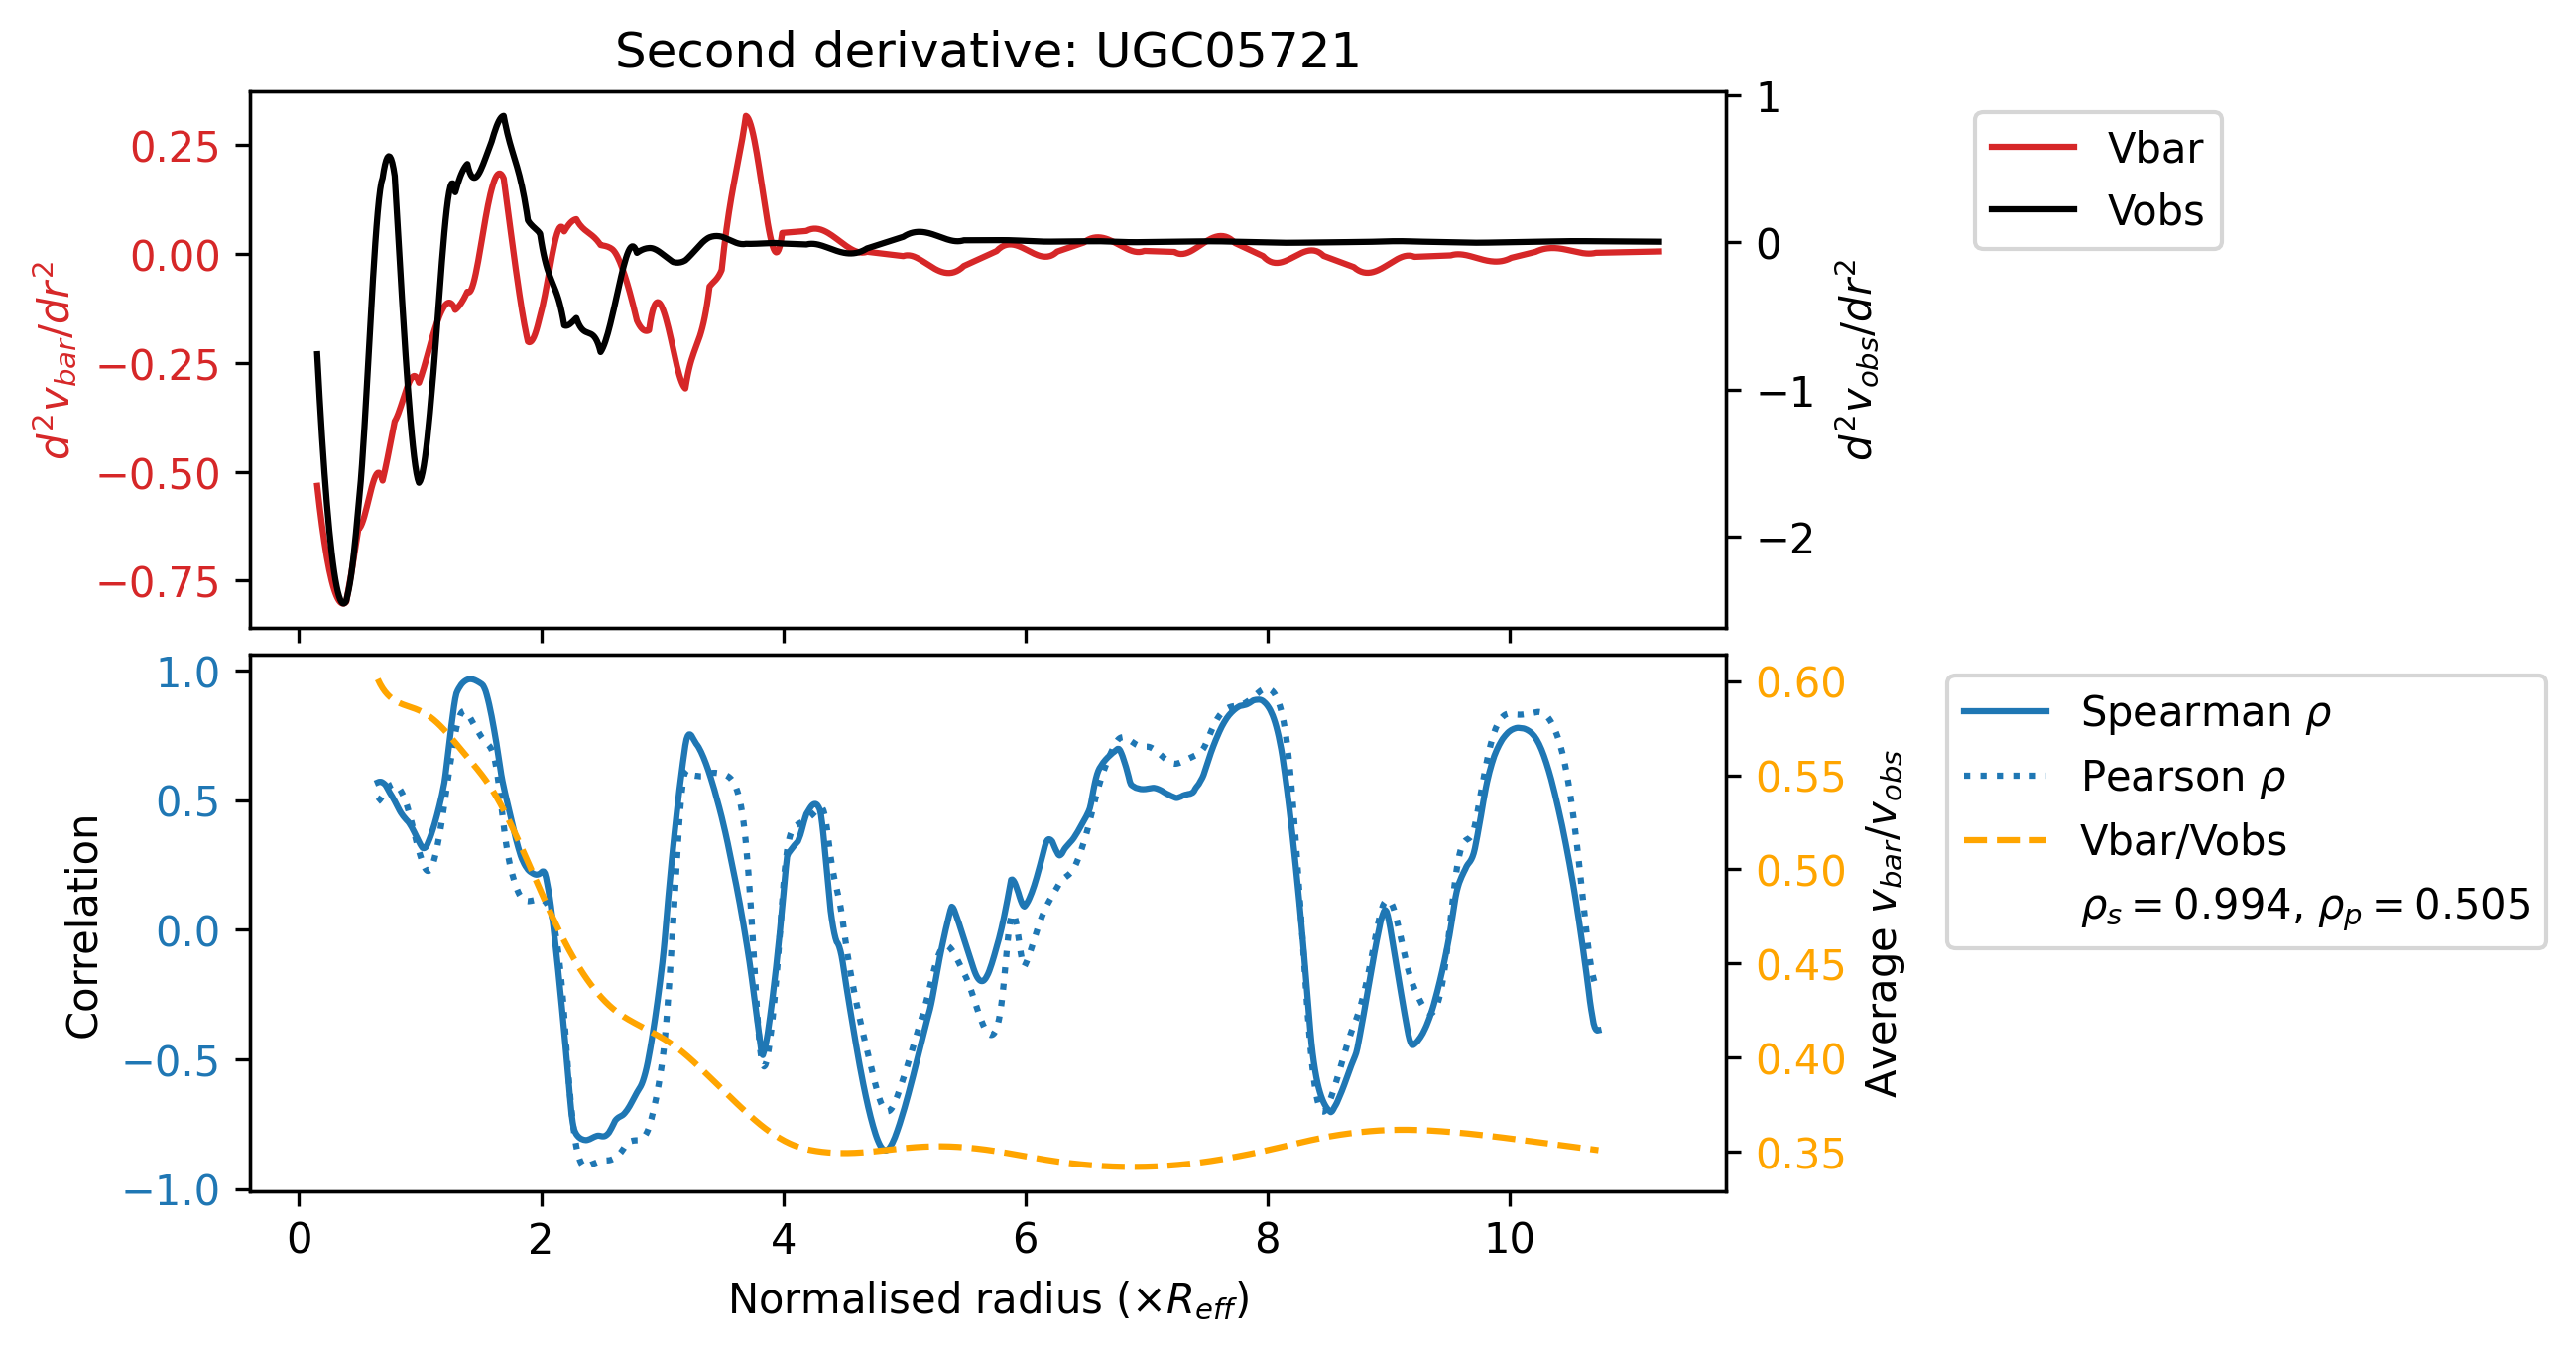 Second derivative: UGC05721
0.25
0.00
−0.25
−0.50
−0.75
d²v_bar/dr²
1
0
−1
−2
d²v_obs/dr²
Vbar
Vobs
1.0
0.5
0.0
−0.5
−1.0
Correlation
0.60
0.55
0.50
0.45
0.40
0.35
Average v_bar/v_obs
Spearman ρ
Pearson ρ
Vbar/Vobs
ρ_s = 0.994, ρ_p = 0.505
0 2 4 6 8 10
Normalised radius (×R_eff)